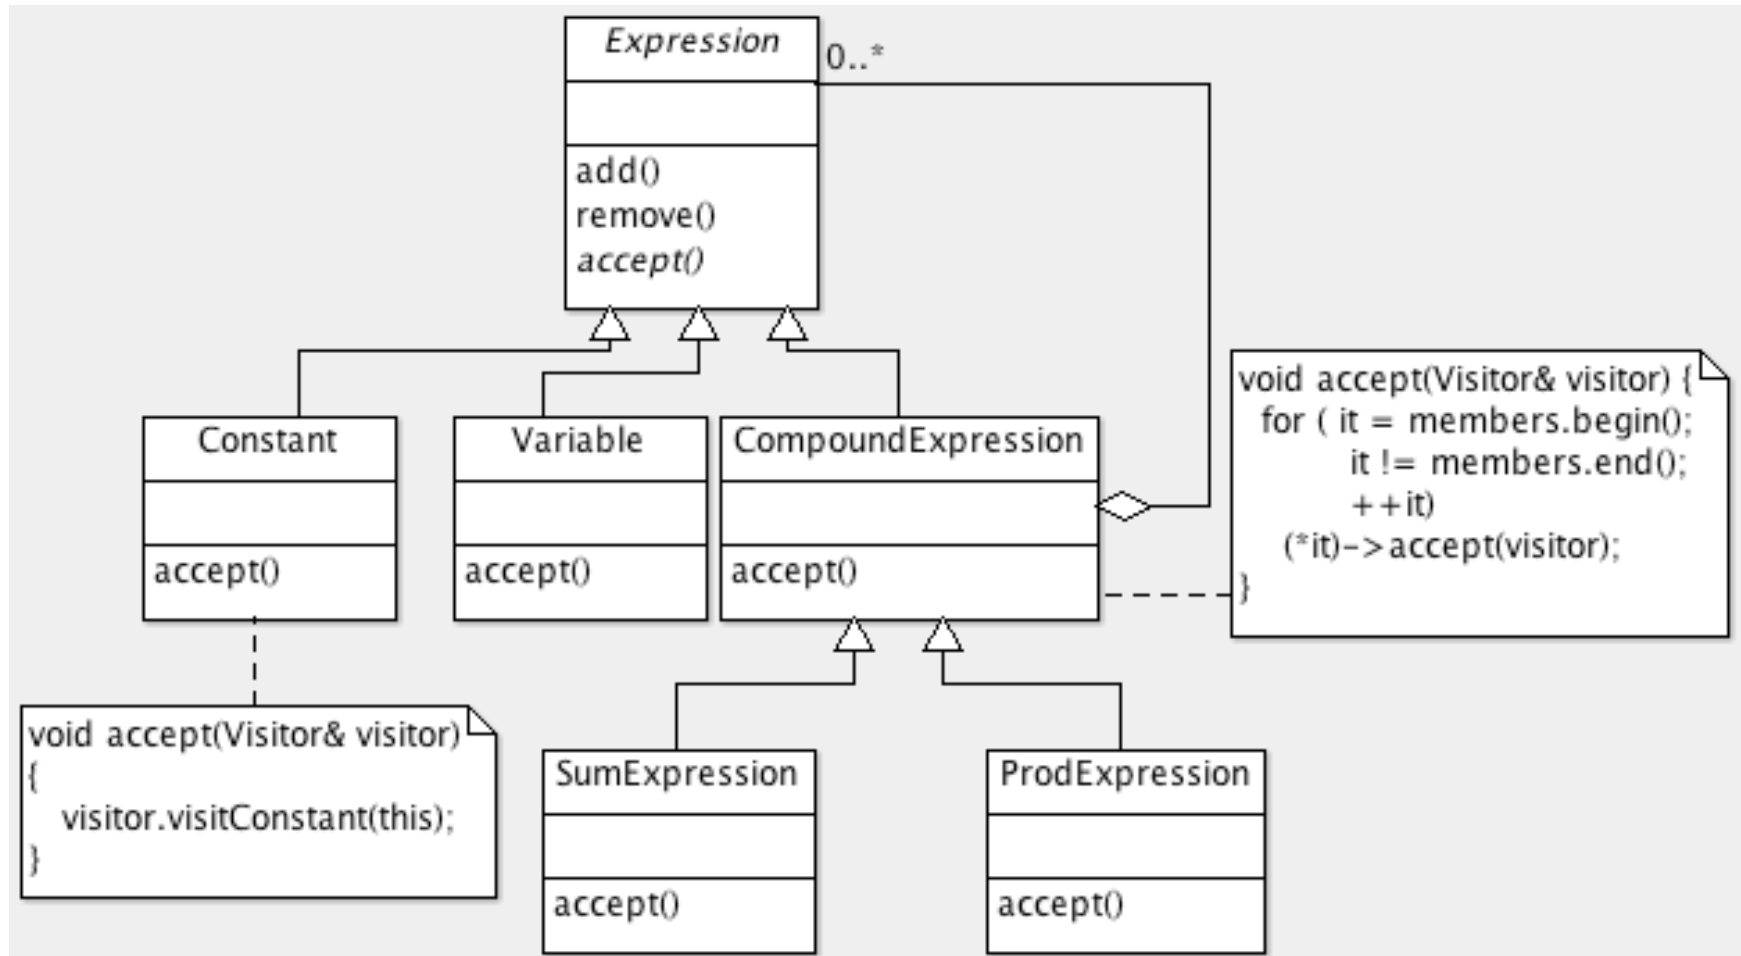 Expression
0..*
add()
remove()
accept()
Constant
accept()
Variable
accept()
CompoundExpression
accept()
void accept(Visitor& visitor) {
for ( it = members.begin();
it != members.end();
++it)
(*it)->accept(visitor);
}
void accept(Visitor& visitor)
{
visitor.visitConstant(this);
}
SumExpression
accept()
ProdExpression
accept()